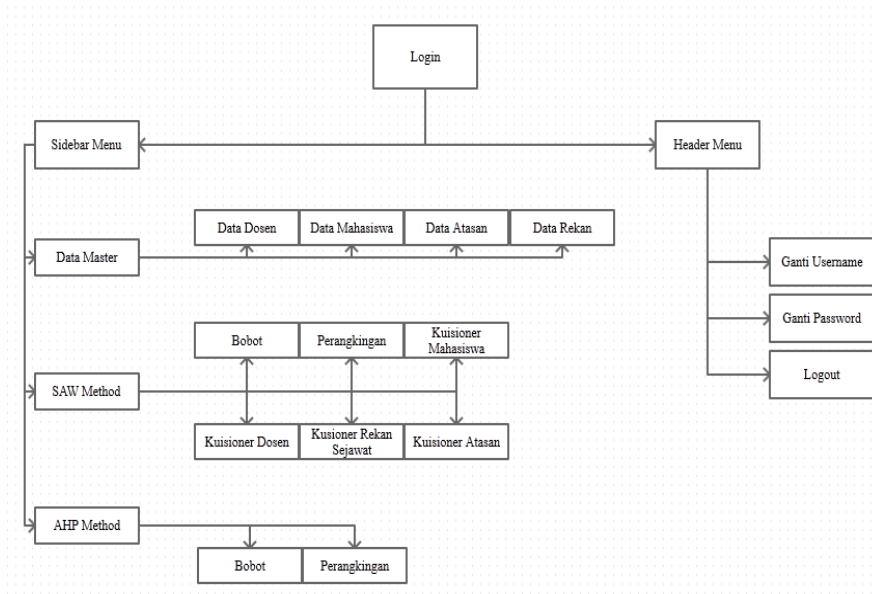 Login
Sidebar Menu
Header Menu
Data Dosen
Data Mahasiswa
Data Atasan
Data Rekan
Data Master
Ganti Username
Ganti Password
Logout
Bobot
Perangkingan
Kuisioner
Mahasiswa
SAW Method
Kuisioner Dosen
Kusioner Rekan
Sejawat
Kuisioner Atasan
AHP Method
Bobot
Perangkingan